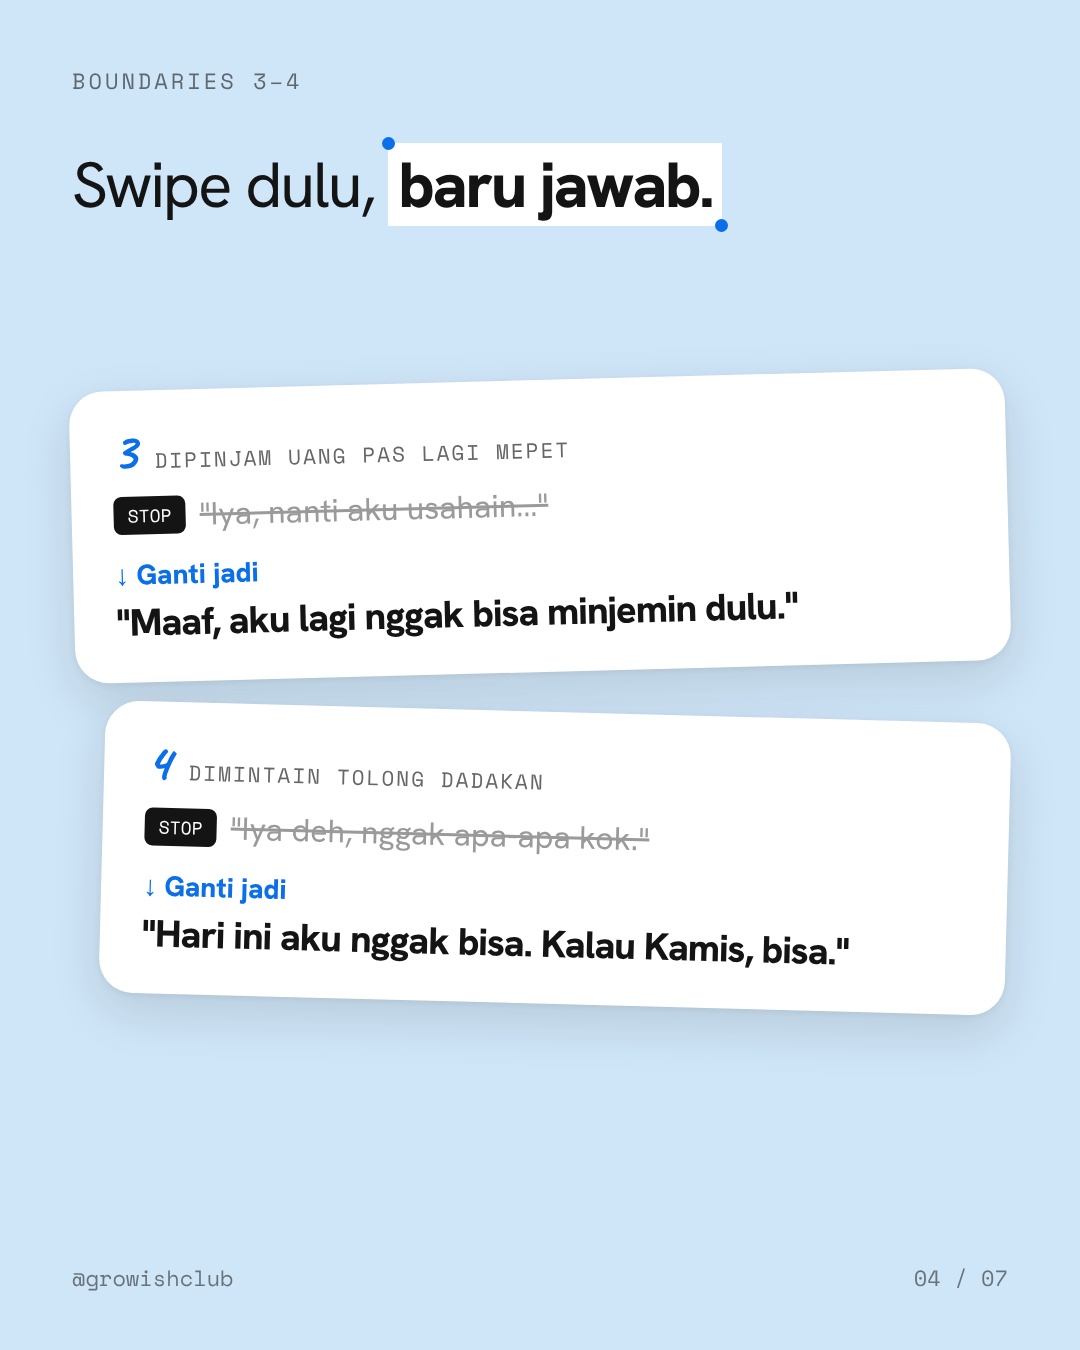 BOUNDARIES 3–4
Swipe dulu, baru jawab.
3 DIPINJAM UANG PAS LAGI MEPET
STOP "Iya, nanti aku usahain..."
↓ Ganti jadi
"Maaf, aku lagi nggak bisa minjemin dulu."
4 DIMINTAIN TOLONG DADAKAN
STOP "Iya deh, nggak apa-apa kok."
↓ Ganti jadi
"Hari ini aku nggak bisa. Kalau Kamis, bisa."
@growishclub
04 / 07